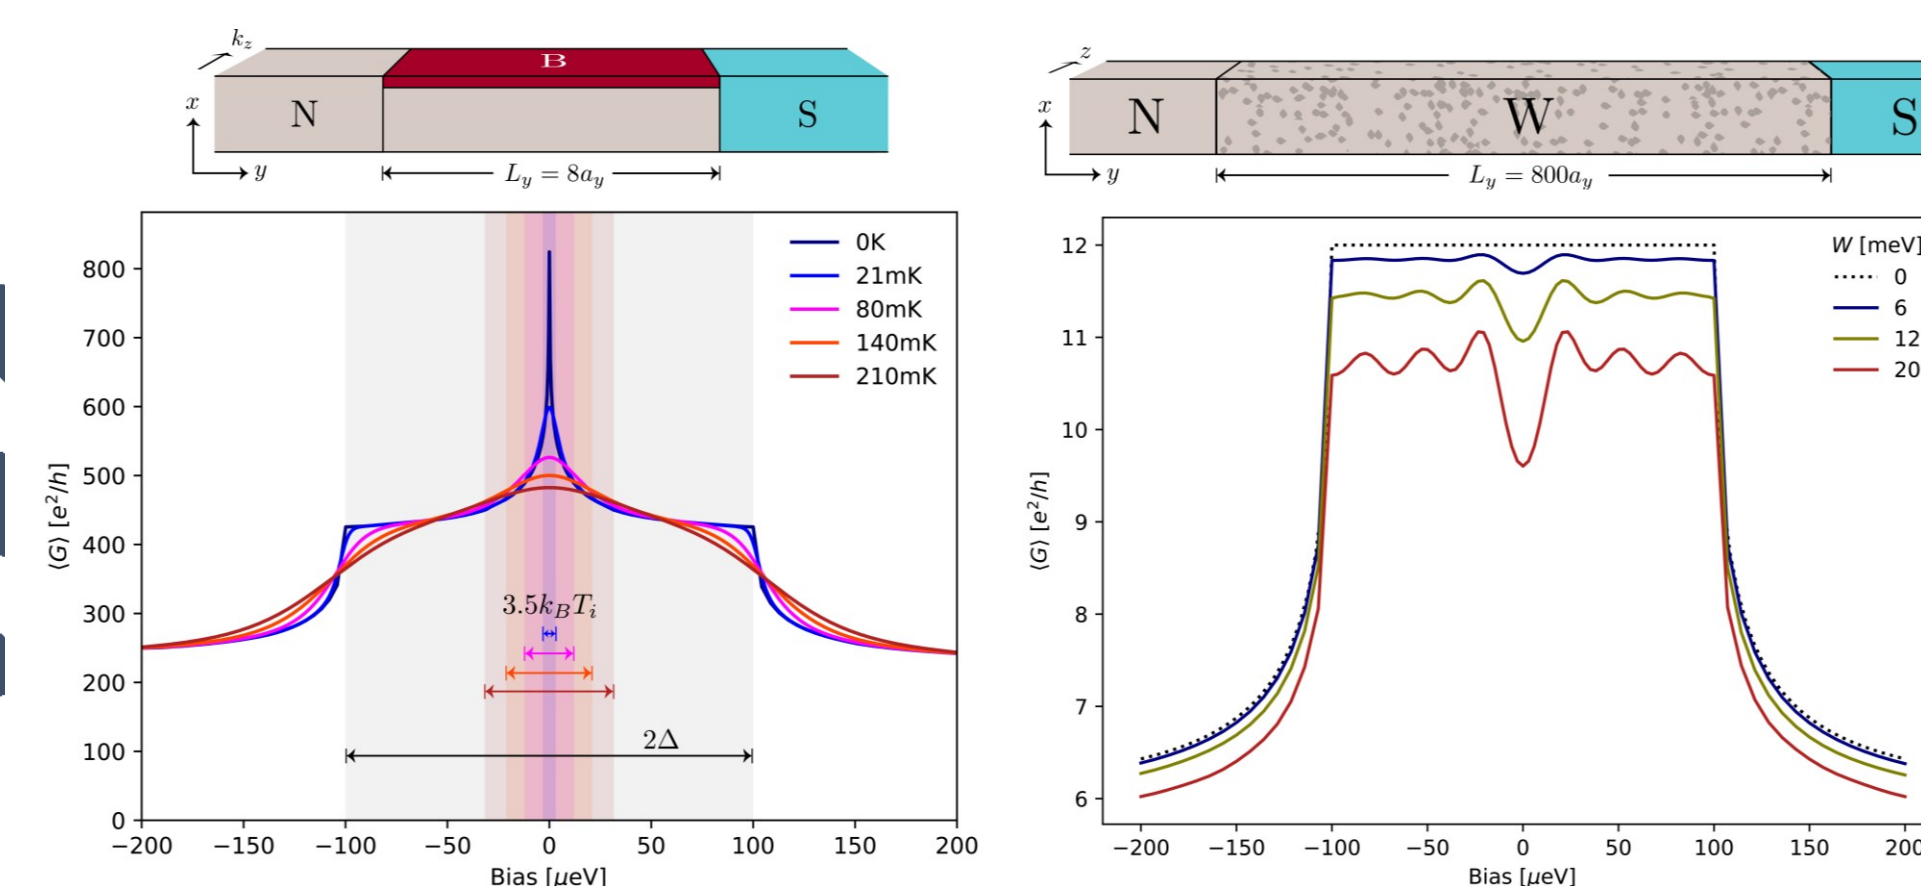 k_z
B
N
S
x
y
L_y = 8a_y
0K
21mK
80mK
140mK
210mK
3.5k_BT_i
2Δ
800
700
600
500
400
300
200
100
0
⟨G⟩ [e²/h]
−200 −150 −100 −50 0 50 100 150 200
Bias [μeV]
z
N
W
S
x
y
L_y = 800a_y
W [meV]
0
6
12
20
12
11
10
9
8
7
6
⟨G⟩ [e²/h]
−200 −150 −100 −50 0 50 100 150 200
Bias [μeV]